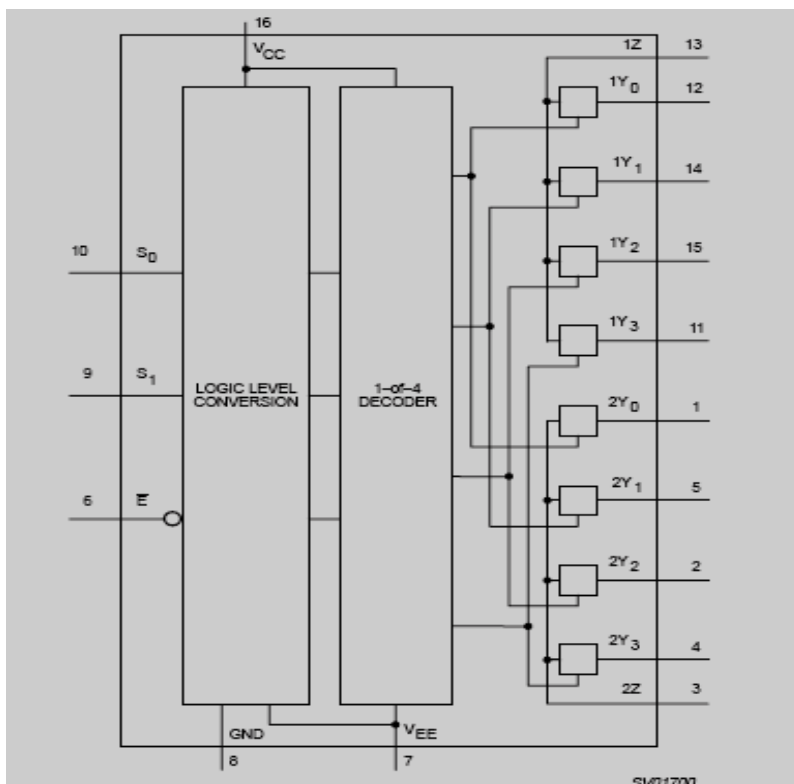 16
VCC
1Z 13
1Y0 12
1Y1 14
1Y2 15
10 S0
1Y3 11
9 S1
LOGIC LEVEL
CONVERSION
1-of-4
DECODER
2Y0 1
6 E̅
2Y1 5
2Y2 2
2Y3 4
2Z 3
GND
VEE
8
7